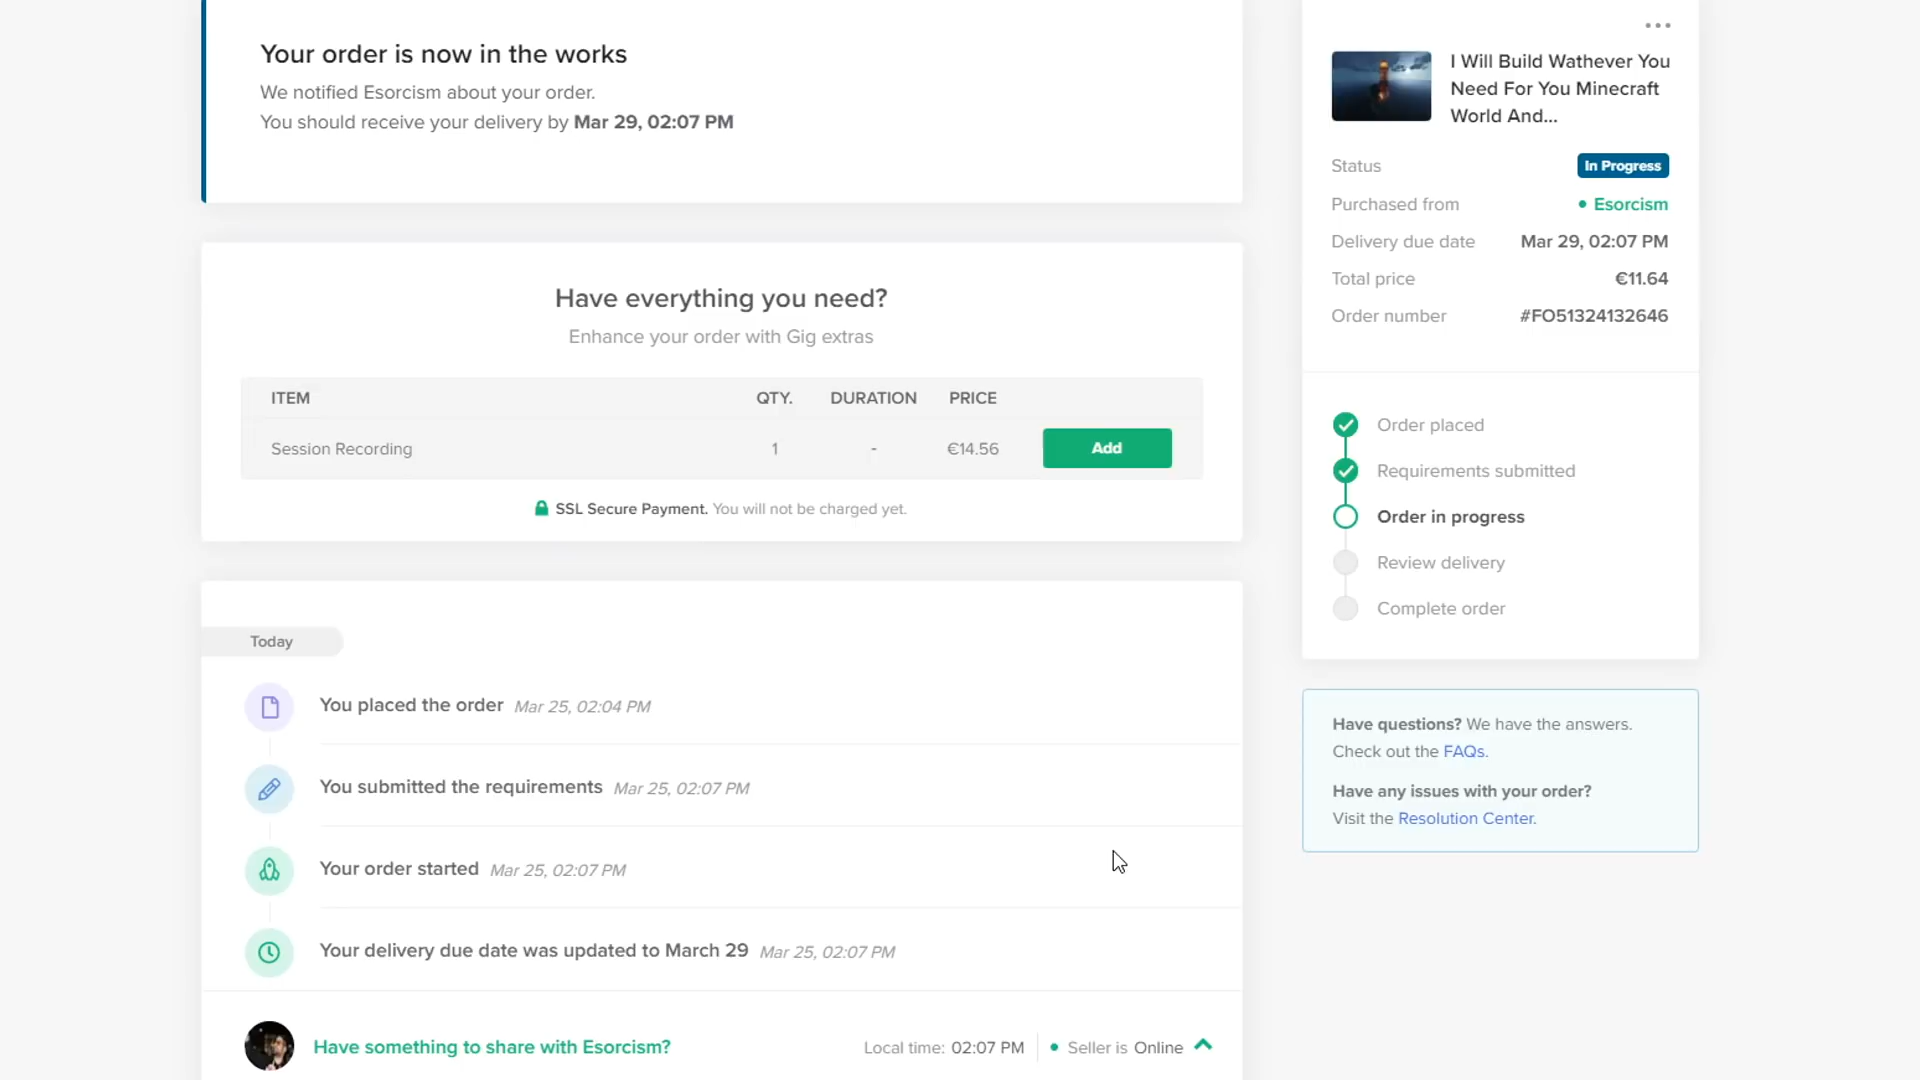 Your order is now in the works
We notified Esorcism about your order.
You should receive your delivery by Mar 29, 02:07 PM
Have everything you need?
Enhance your order with Gig extras
ITEM QTY. DURATION PRICE
Session Recording 1 - €14.56 Add
SSL Secure Payment. You will not be charged yet.
Today
You placed the order Mar 25, 02:04 PM
You submitted the requirements Mar 25, 02:07 PM
Your order started Mar 25, 02:07 PM
Your delivery due date was updated to March 29 Mar 25, 02:07 PM
Have something to share with Esorcism? Local time: 02:07 PM Seller is Online
I Will Build Wathever You
Need For You Minecraft
World And...
Status In Progress
Purchased from Esorcism
Delivery due date Mar 29, 02:07 PM
Total price €11.64
Order number #FO51324132646
Order placed
Requirements submitted
Order in progress
Review delivery
Complete order
Have questions? We have the answers.
Check out the FAQs.
Have any issues with your order?
Visit the Resolution Center.